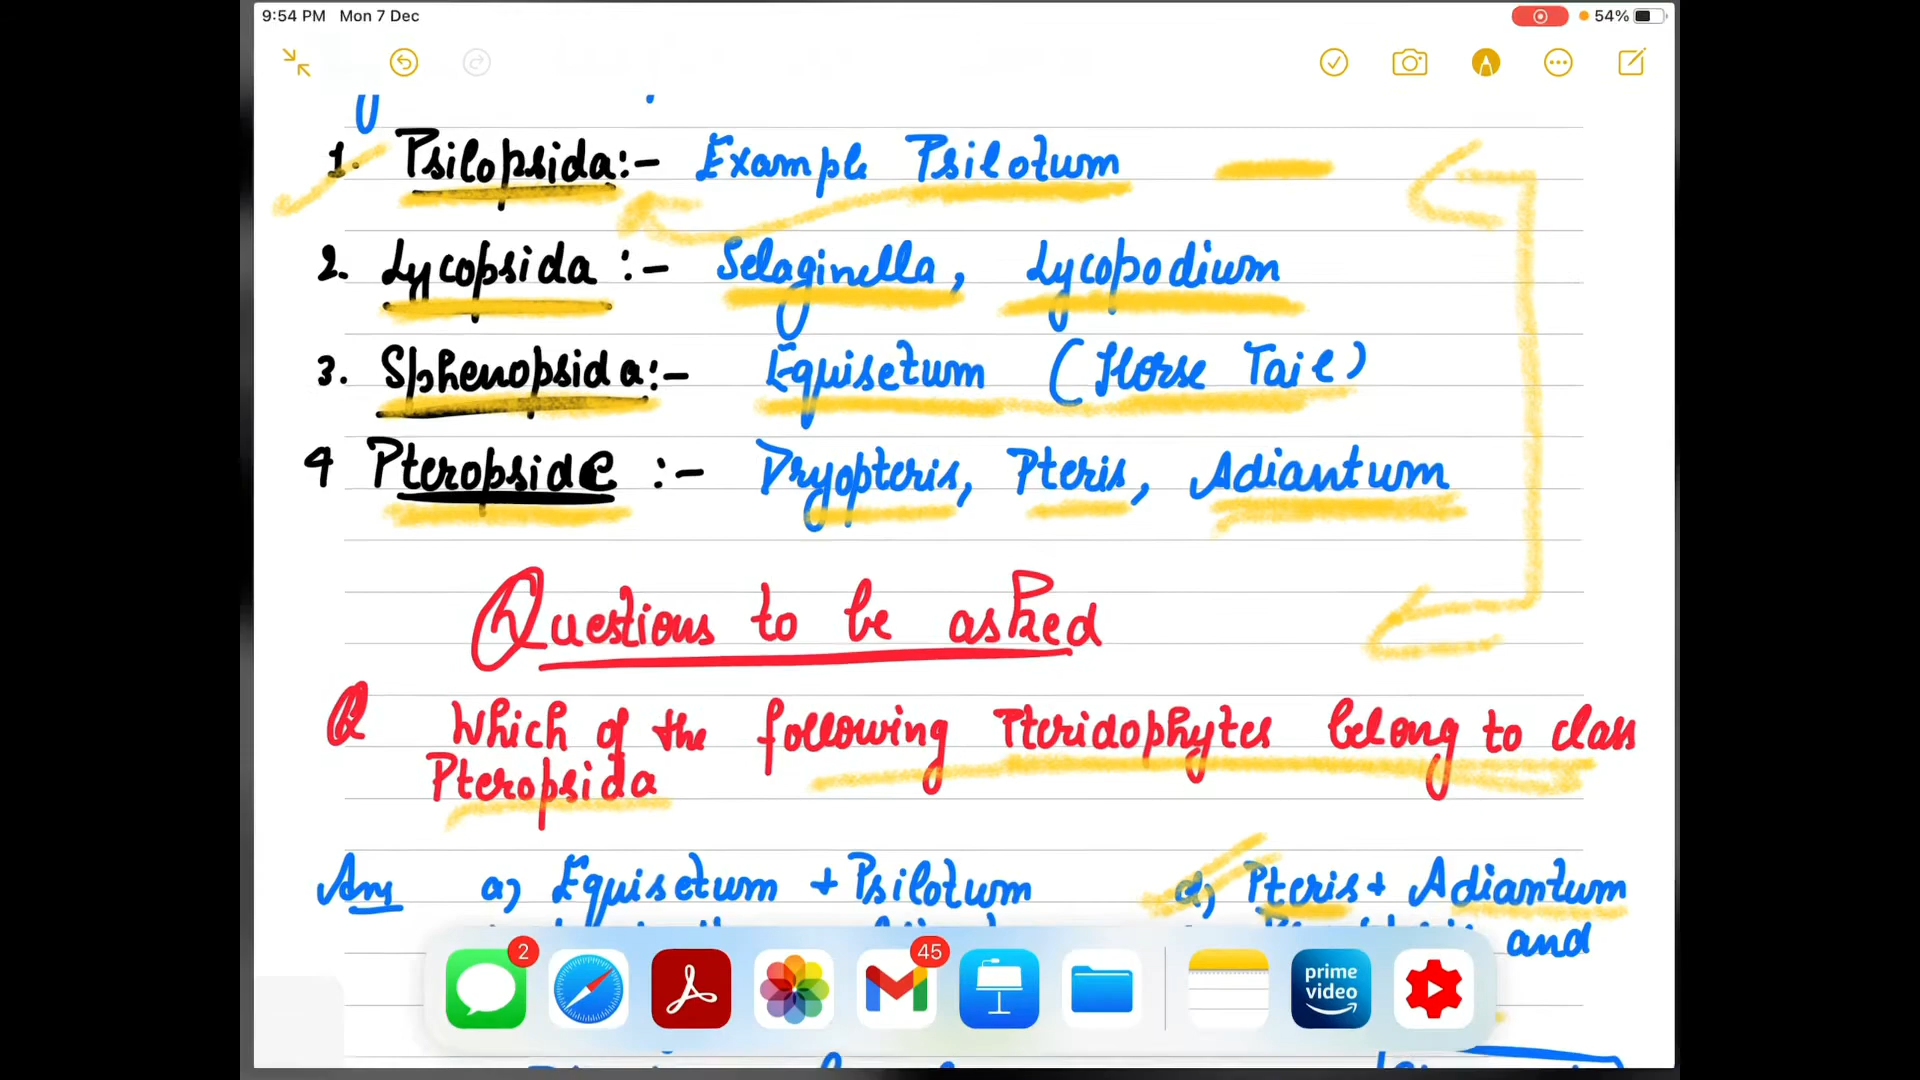 9:54 PM Mon 7 Dec
54%
1. Psilopsida:- Example Psilotum
2. Lycopsida :- Selaginella, Lycopodium
3. Sphenopsida:- Equisetum (Horse Tail)
4 Pteropside :- Dryopteris, Pteris, Adiantum
Questions to be asked
Q Which of the following Pteridophytes belong to class
Pteropsida
Ans a) Equisetum + Psilotum d) Pteris + Adiantum
and
2
45
prime
video